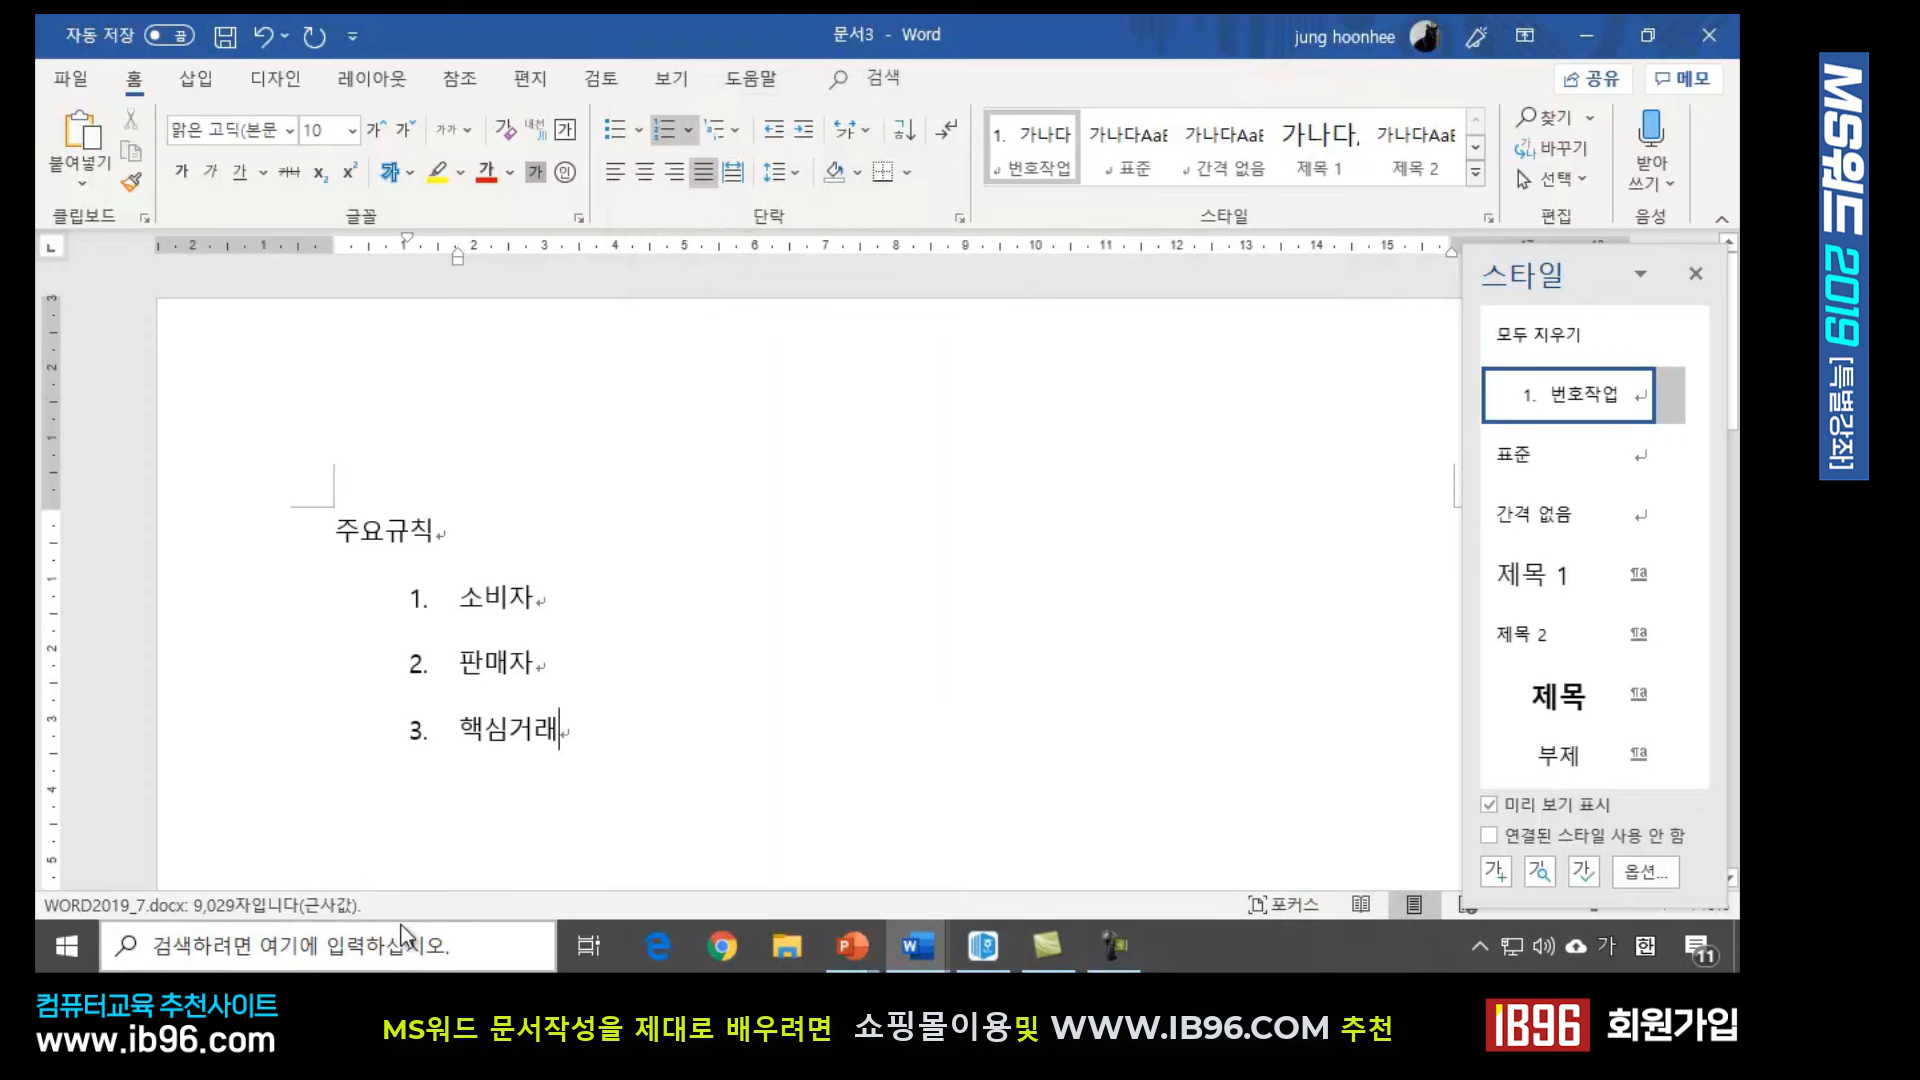 자동 저장 끔
문서3 - Word
jung hoonhee
파일 홈 삽입 디자인 레이아웃 참조 편지 검토 보기 도움말 검색
공유 메모
붙여넣기
맑은 고딕(본문 10
1. 가나다 가나다AaB 가나다AaB 가나다, 가나다AaB
번호작업 표준 간격 없음 제목 1 제목 2
찾기
바꾸기
선택
받아
쓰기
클립보드 글꼴 단락 스타일 편집 음성
스타일
모두 지우기
1. 번호작업
표준
간격 없음
제목 1
제목 2
제목
부제
미리 보기 표시
연결된 스타일 사용 안 함
옵션...
주요규칙
1. 소비자
2. 판매자
3. 핵심거래
WORD2019_7.docx: 9,029자입니다(근사값).
포커스
검색하려면 여기에 입력하십시오.
가 한 11
MS워드 2019 [특별강좌]
컴퓨터교육 추천사이트
www.ib96.com
MS워드 문서작성을 제대로 배우려면 쇼핑몰이용및 WWW.IB96.COM 추천
IB96 회원가입